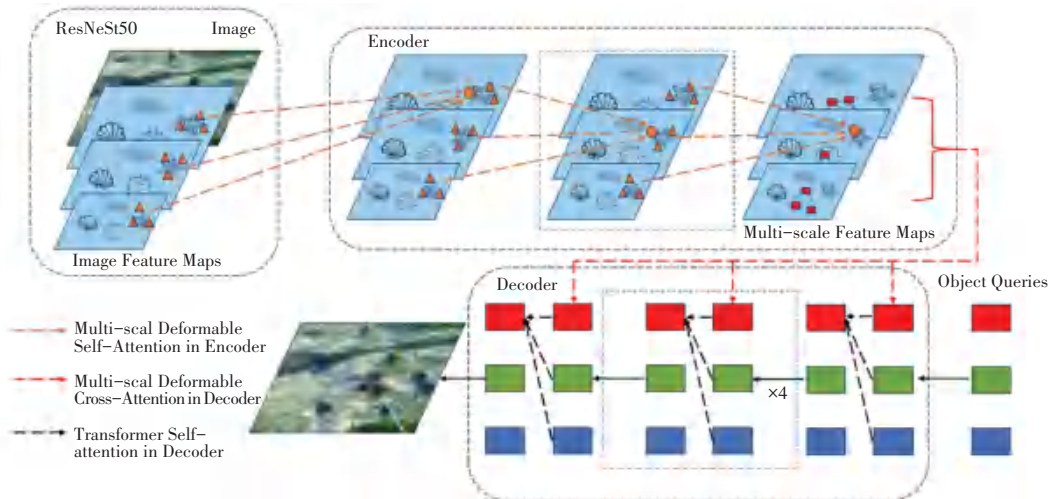 ResNeSt50
Image
Encoder
Image Feature Maps
Multi-scale Feature Maps
Decoder
Object Queries
×4
Multi-scal Deformable
Self-Attention in Encoder
Multi-scal Deformable
Cross-Attention in Decoder
Transformer Self-
attention in Decoder